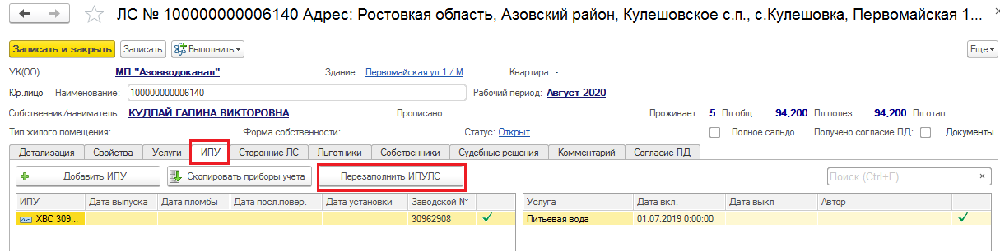 ЛС № 100000000006140 Адрес: Ростовкая область, Азовский район, Кулешовское с.п., с.Кулешовка, Первомайская 1...
Записать и закрыть Записать Выполнить Еще
УК(ОО): МП "Азовводоканал" Здание: Первомайская ул 1 / М Квартира: -
Юр.лицо Наименование: 100000000006140 Рабочий период: Август 2020
Собственник/наниматель: КУДЛАЙ ГАЛИНА ВИКТОРОВНА Прописано: Проживает: 5 Пл.общ: 94,200 Пл.полез: 94,200 Пл.отап:
Тип жилого помещения: Форма собственности: Статус: Открыт Полное сальдо Получено согласие ПД: Документы
Детализация Свойства Услуги ИПУ Сторонние ЛС Льготники Собственники Судебные решения Комментарий Согласие ПД
Добавить ИПУ Скопировать приборы учета Перезаполнить ИПУЛС Поиск (Ctrl+F) ×
ИПУ Дата выпуска Дата пломбы Дата посл.повер. Дата установки Заводской № Услуга Дата вкл. Дата выкл Автор
ХВС 309... 30962908 Питьевая вода 01.07.2019 0:00:00